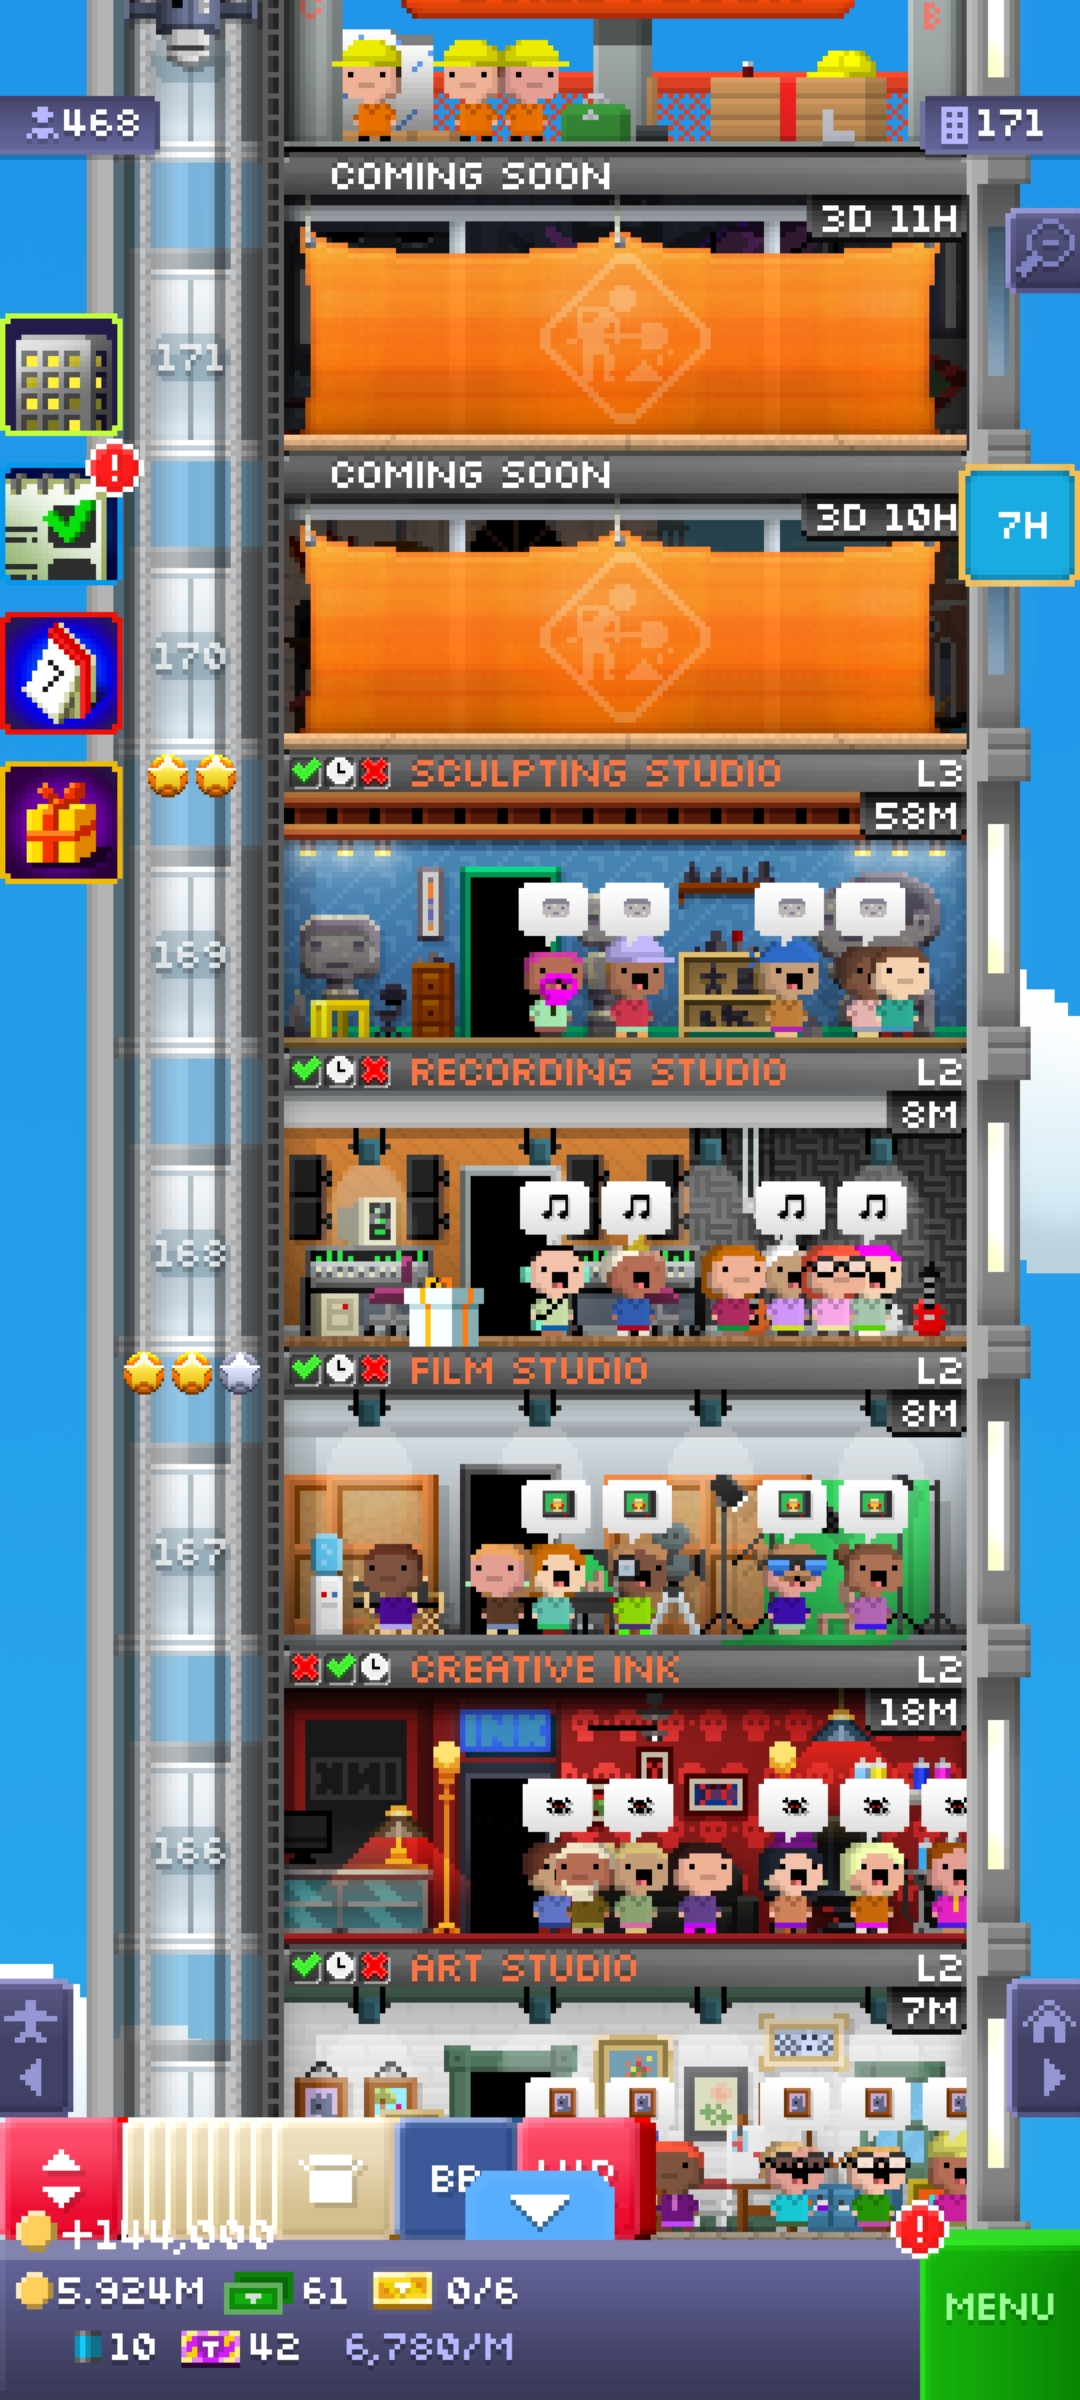 C
B
468
171
COMING SOON
3D 11H
171
COMING SOON
3D 10H
7H
170
SCULPTING STUDIO
L3
58M
169
RECORDING STUDIO
L2
8M
168
FILM STUDIO
L2
8M
167
CREATIVE INK
L2
18M
INK
166
ART STUDIO
L2
7M
+144,000
5.924M
61
0/6
MENU
10
T
42
6,780/M